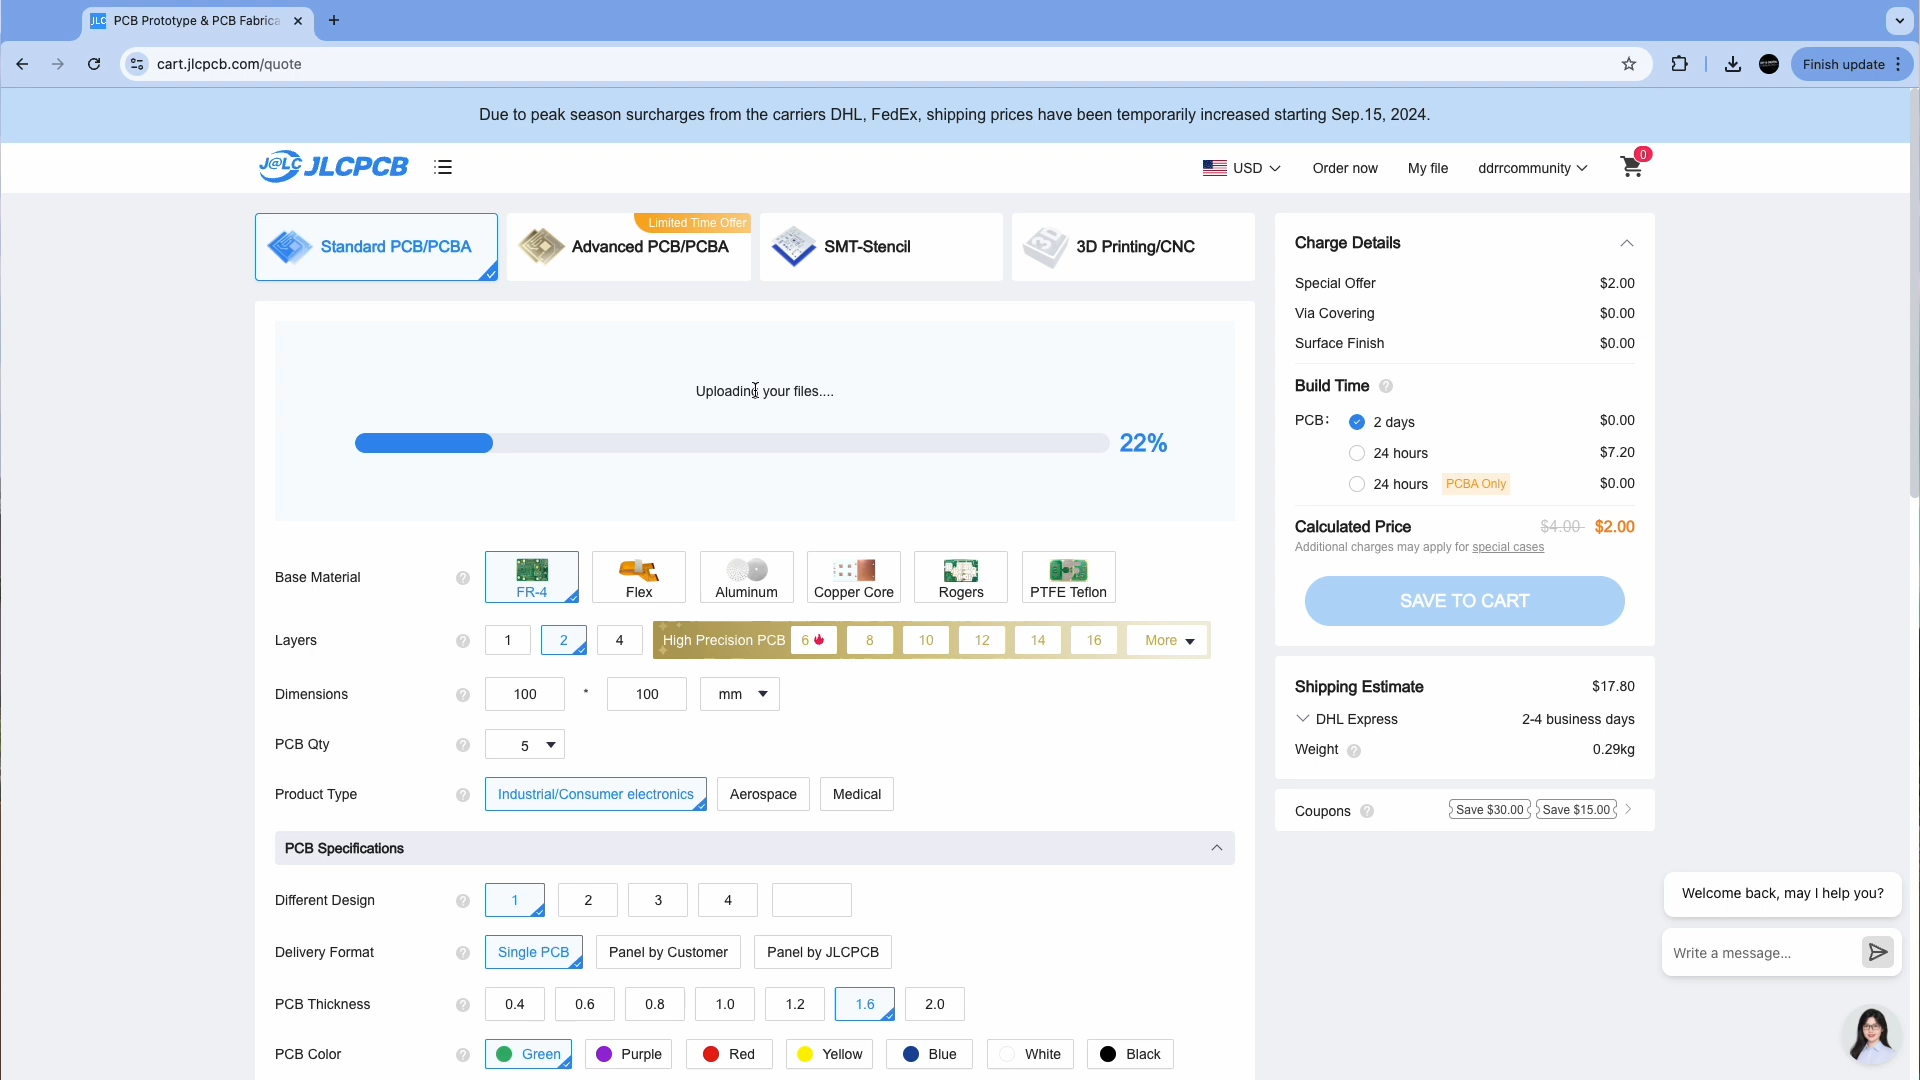 JLC PCB Prototype & PCB Fabrica
cart.jlcpcb.com/quote
Finish update
Due to peak season surcharges from the carriers DHL, FedEx, shipping prices have been temporarily increased starting Sep.15, 2024.
J@LC JLCPCB
USD
Order now
My file
ddrrcommunity
0
Standard PCB/PCBA
Limited Time Offer
Advanced PCB/PCBA
SMT-Stencil
3D Printing/CNC
Uploading your files....
22%
Base Material ? FR-4 Flex Aluminum Copper Core Rogers PTFE Teflon
Layers ? 1 2 4 High Precision PCB 6 8 10 12 14 16 More
Dimensions ? 100 * 100 mm
PCB Qty ? 5
Product Type ? Industrial/Consumer electronics Aerospace Medical
PCB Specifications
Different Design ? 1 2 3 4
Delivery Format ? Single PCB Panel by Customer Panel by JLCPCB
PCB Thickness ? 0.4 0.6 0.8 1.0 1.2 1.6 2.0
PCB Color ? Green Purple Red Yellow Blue White Black
Charge Details
Special Offer $2.00
Via Covering $0.00
Surface Finish $0.00
Build Time ?
PCB: 2 days $0.00
24 hours $7.20
24 hours PCBA Only $0.00
Calculated Price $4.00 $2.00
Additional charges may apply for special cases
SAVE TO CART
Shipping Estimate $17.80
DHL Express 2-4 business days
Weight ? 0.29kg
Coupons ? Save $30.00 Save $15.00
Welcome back, may I help you?
Write a message...